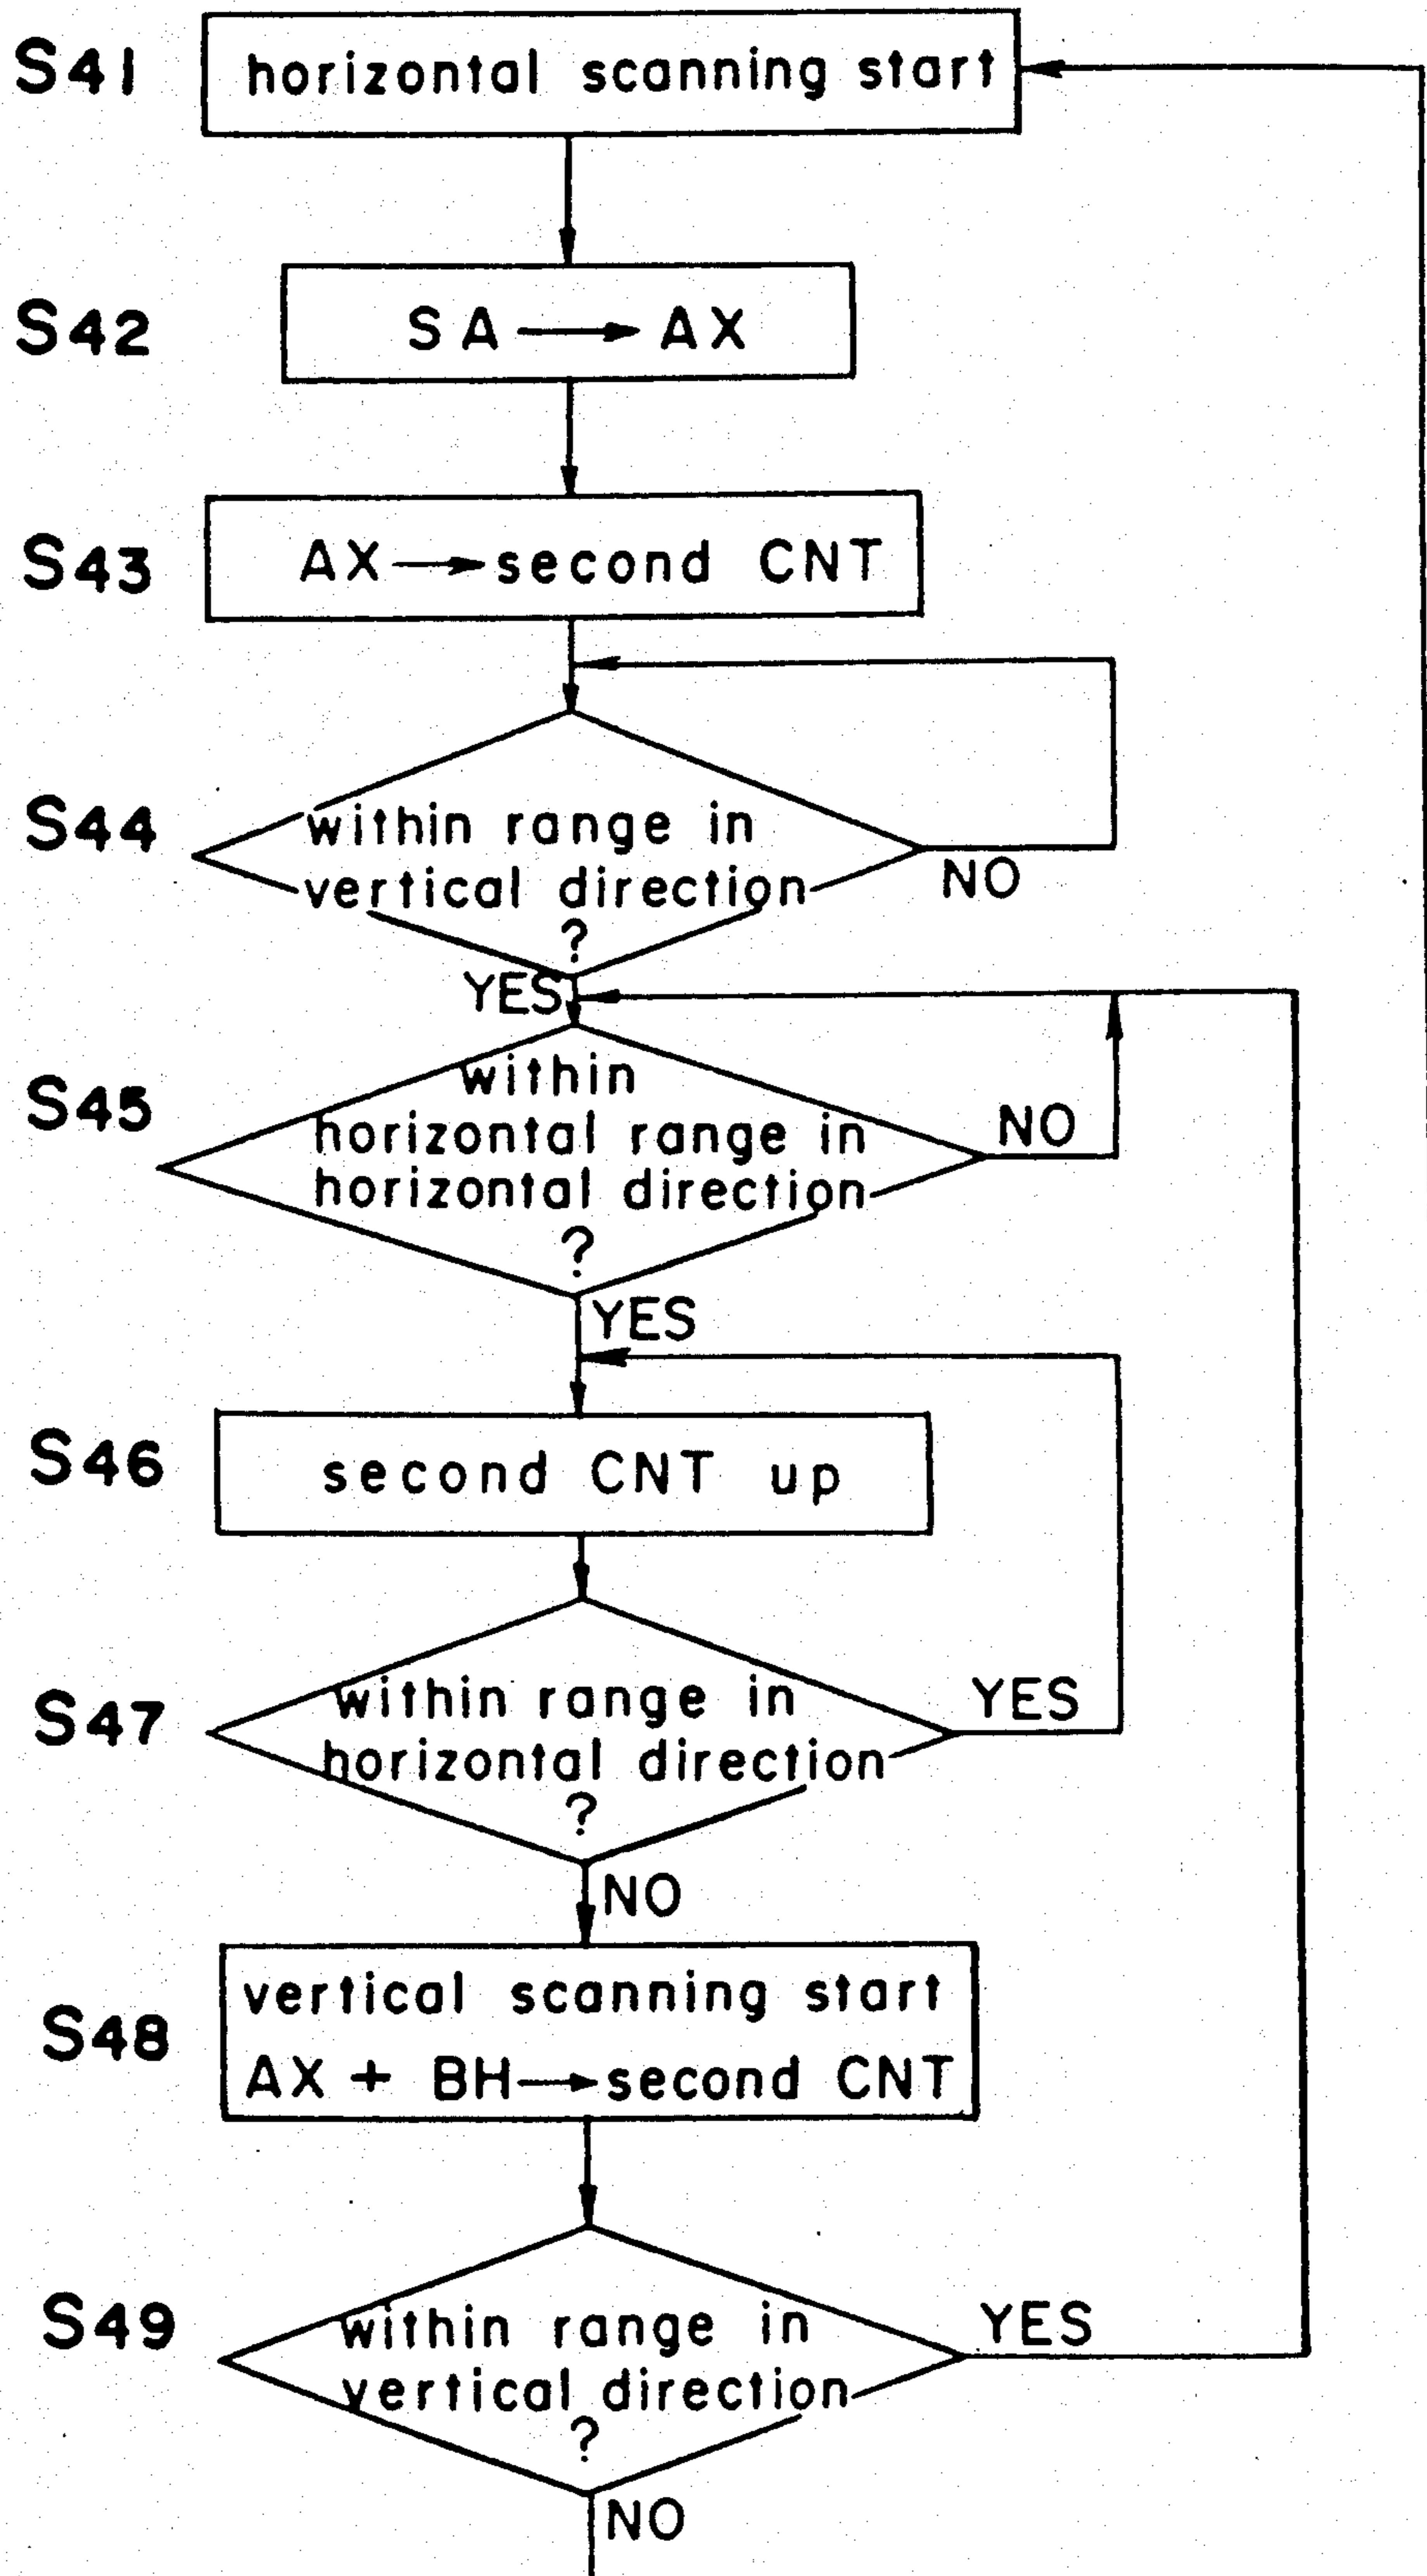 S41
horizontal scanning start
S42
SA → AX
S43
AX → second CNT
S44
within range in
vertical direction
?
NO
YES
S45
within
horizontal range in
horizontal direction
?
NO
YES
S46
second CNT up
S47
within range in
horizontal direction
?
YES
NO
S48
vertical scanning start
AX + BH → second CNT
S49
within range in
vertical direction
?
YES
NO